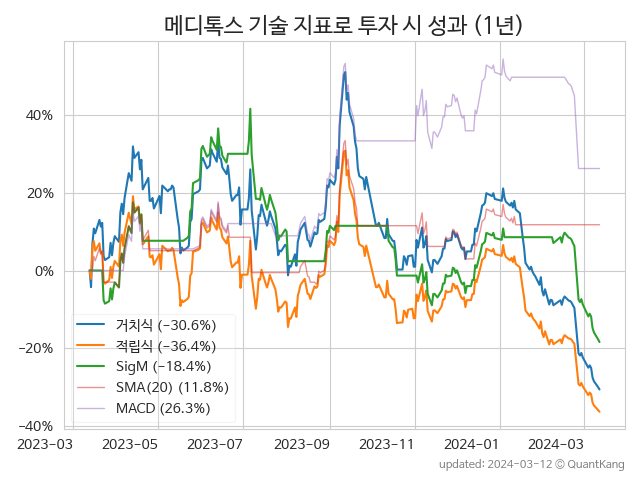 메디톡스 기술 지표로 투자 시 성과 (1년)
40%
20%
0%
−20%
−40%
거치식 (−30.6%)
적립식 (−36.4%)
SigM (−18.4%)
SMA(20) (11.8%)
MACD (26.3%)
2023-03 2023-05 2023-07 2023-09 2023-11 2024-01 2024-03
updated: 2024-03-12 © QuantKang